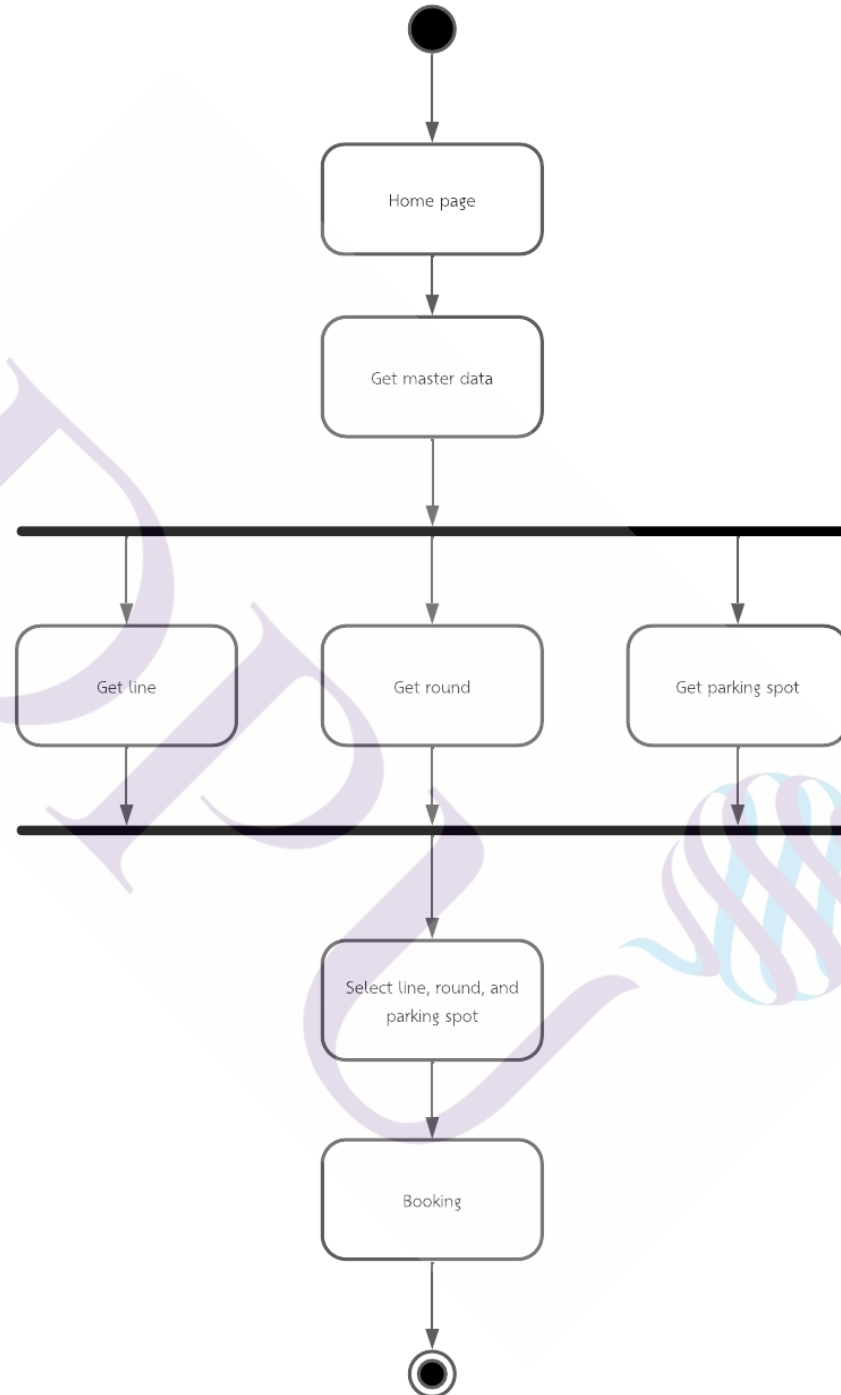 Home page
Get master data
Get line
Get round
Get parking spot
Select line, round, and
parking spot
Booking
DPU